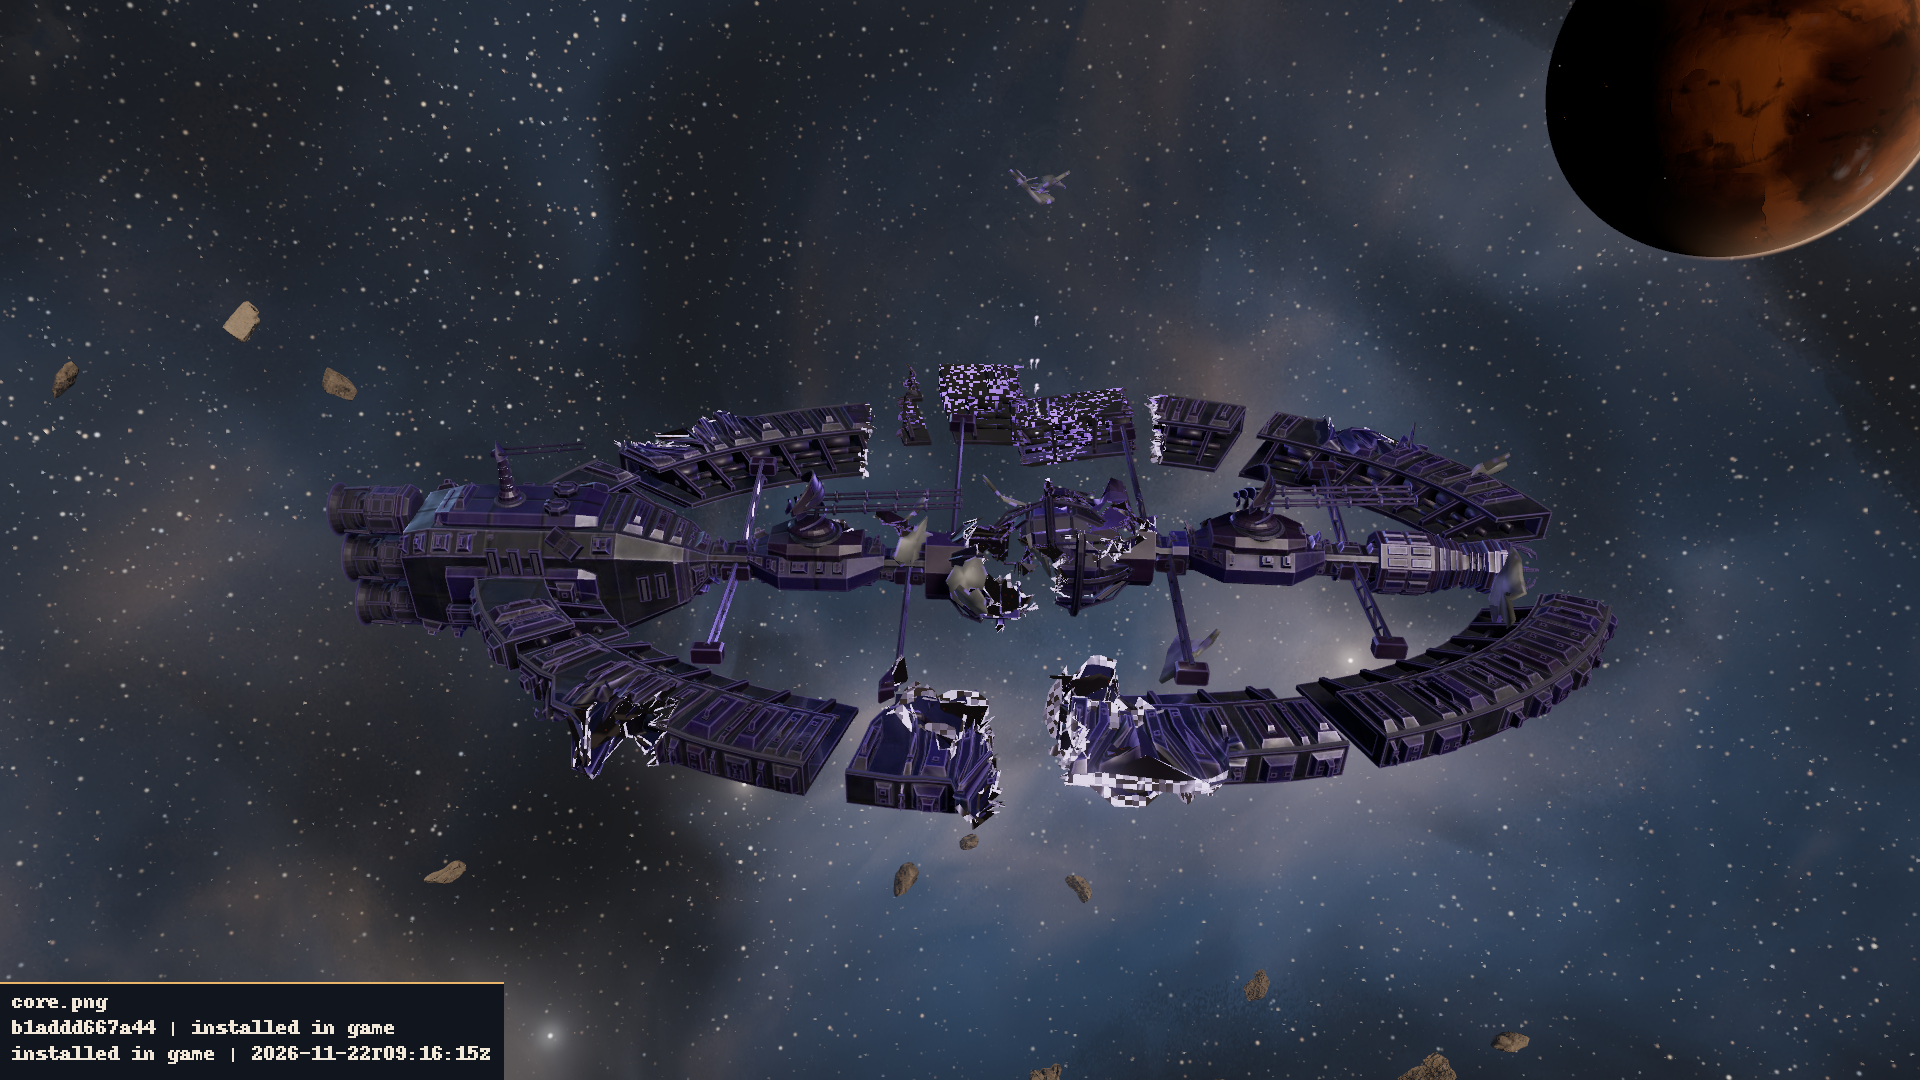 core.png
b1addd667a44 | installed in game
installed in game | 2026-11-22T09:16:15Z